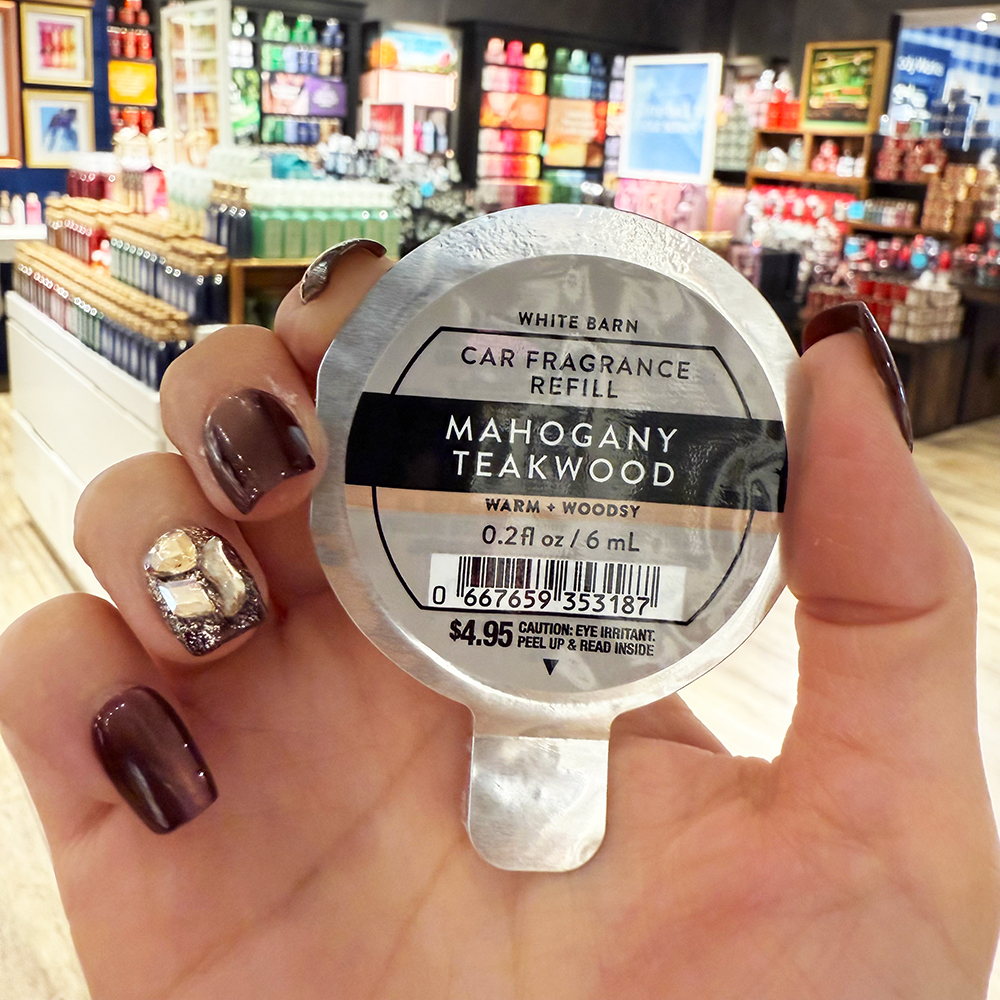 WHITE BARN
CAR FRAGRANCE
REFILL
MAHOGANY
TEAKWOOD
WARM + WOODSY
0.2fl oz / 6 mL
0 667659 353187
$4.95 CAUTION: EYE IRRITANT.
PEEL UP & READ INSIDE